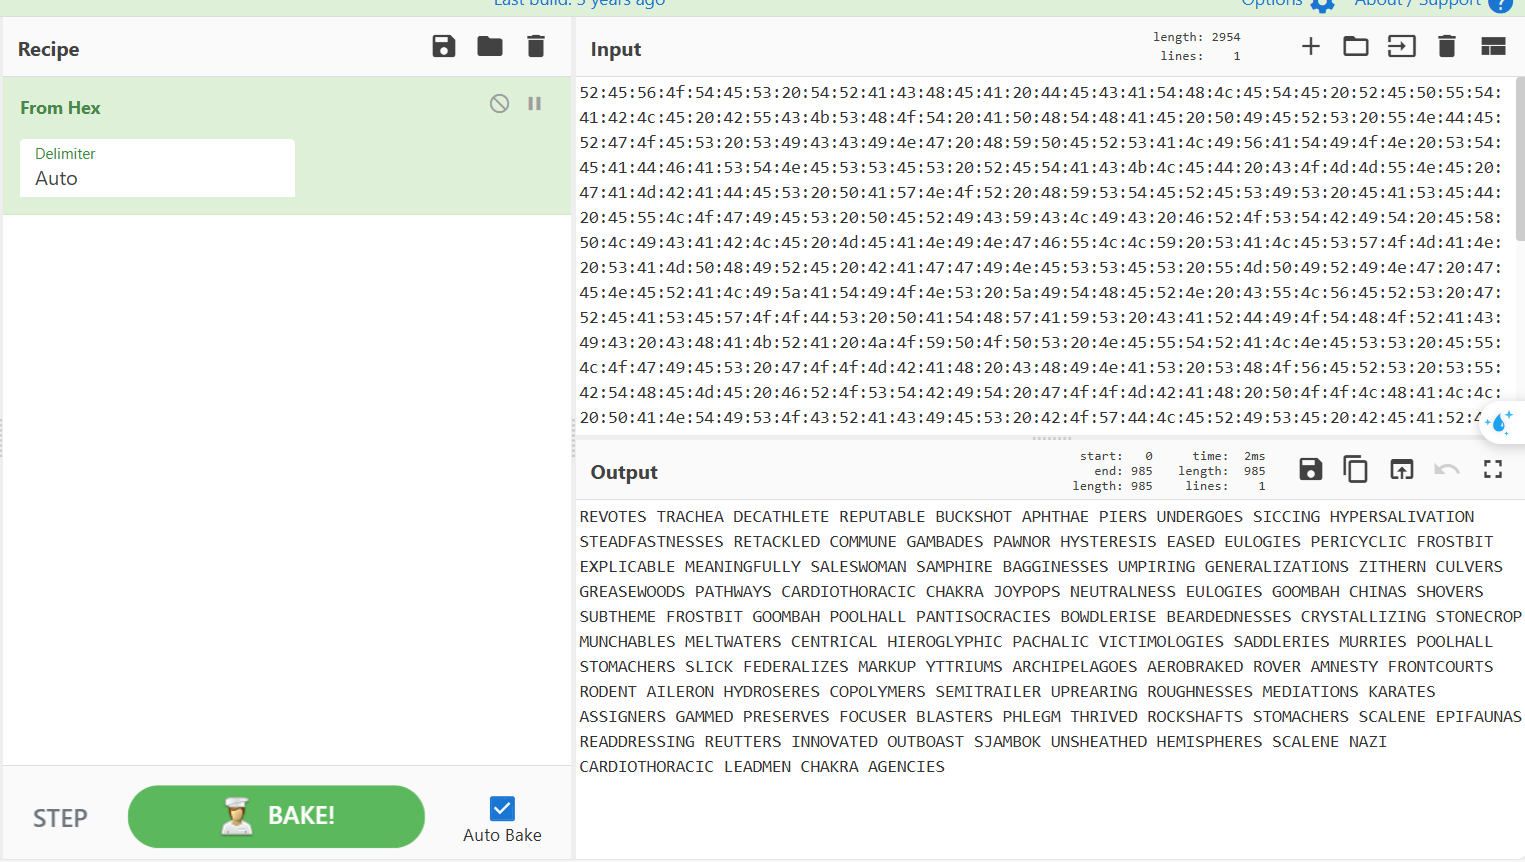 Last build: 3 years ago
Options
About / Support
Recipe
From Hex
Delimiter
Auto
STEP
BAKE!
Auto Bake
Input
length: 2954
lines: 1
52:45:56:4f:54:45:53:20:54:52:41:43:48:45:41:20:44:45:43:41:54:48:4c:45:54:45:20:52:45:50:55:54:
41:42:4c:45:20:42:55:43:4b:53:48:4f:54:20:41:50:48:54:48:41:45:20:50:49:45:52:53:20:55:4e:44:45:
52:47:4f:45:53:20:53:49:43:43:49:4e:47:20:48:59:50:45:52:53:41:4c:49:56:41:54:49:4f:4e:20:53:54:
45:41:44:46:41:53:54:4e:45:53:53:45:53:20:52:45:54:41:43:4b:4c:45:44:20:43:4f:4d:4d:55:4e:45:20:
47:41:4d:42:41:44:45:53:20:50:41:57:4e:4f:52:20:48:59:53:54:45:52:45:53:49:53:20:45:41:53:45:44:
20:45:55:4c:4f:47:49:45:53:20:50:45:52:49:43:59:43:4c:49:43:20:46:52:4f:53:54:42:49:54:20:45:58:
50:4c:49:43:41:42:4c:45:20:4d:45:41:4e:49:4e:47:46:55:4c:4c:59:20:53:41:4c:45:53:57:4f:4d:41:4e:
20:53:41:4d:50:48:49:52:45:20:42:41:47:47:49:4e:45:53:53:45:53:20:55:4d:50:49:52:49:4e:47:20:47:
45:4e:45:52:41:4c:49:5a:41:54:49:4f:4e:53:20:5a:49:54:48:45:52:4e:20:43:55:4c:56:45:52:53:20:47:
52:45:41:53:45:57:4f:4f:44:53:20:50:41:54:48:57:41:59:53:20:43:41:52:44:49:4f:54:48:4f:52:41:43:
49:43:20:43:48:41:4b:52:41:20:4a:4f:59:50:4f:50:53:20:4e:45:55:54:52:41:4c:4e:45:53:53:20:45:55:
4c:4f:47:49:45:53:20:47:4f:4f:4d:42:41:48:20:43:48:49:4e:41:53:20:53:48:4f:56:45:52:53:20:53:55:
42:54:48:45:4d:45:20:46:52:4f:53:54:42:49:54:20:47:4f:4f:4d:42:41:48:20:50:4f:4f:4c:48:41:4c:4c:
20:50:41:4e:54:49:53:4f:43:52:41:43:49:45:53:20:42:4f:57:44:4c:45:52:49:53:45:20:42:45:41:52:
Output
start: 0
end: 985
length: 985
time: 2ms
length: 985
lines: 1
REVOTES TRACHEA DECATHLETE REPUTABLE BUCKSHOT APHTHAE PIERS UNDERGOES SICCING HYPERSALIVATION
STEADFASTNESSES RETACKLED COMMUNE GAMBADES PAWNOR HYSTERESIS EASED EULOGIES PERICYCLIC FROSTBIT
EXPLICABLE MEANINGFULLY SALESWOMAN SAMPHIRE BAGGINESSES UMPIRING GENERALIZATIONS ZITHERN CULVERS
GREASEWOODS PATHWAYS CARDIOTHORACIC CHAKRA JOYPOPS NEUTRALNESS EULOGIES GOOMBAH CHINAS SHOVERS
SUBTHEME FROSTBIT GOOMBAH POOLHALL PANTISOCRACIES BOWDLERISE BEARDEDNESSES CRYSTALLIZING STONECROP
MUNCHABLES MELTWATERS CENTRICAL HIEROGLYPHIC PACHALIC VICTIMOLOGIES SADDLERIES MURRIES POOLHALL
STOMACHERS SLICK FEDERALIZES MARKUP YTTRIUMS ARCHIPELAGOES AEROBRAKED ROVER AMNESTY FRONTCOURTS
RODENT AILERON HYDROSERES COPOLYMERS SEMITRAILER UPREARING ROUGHNESSES MEDIATIONS KARATES
ASSIGNERS GAMMED PRESERVES FOCUSER BLASTERS PHLEGM THRIVED ROCKSHAFTS STOMACHERS SCALENE EPIFAUNAS
READDRESSING REUTTERS INNOVATED OUTBOAST SJAMBOK UNSHEATHED HEMISPHERES SCALENE NAZI
CARDIOTHORACIC LEADMEN CHAKRA AGENCIES